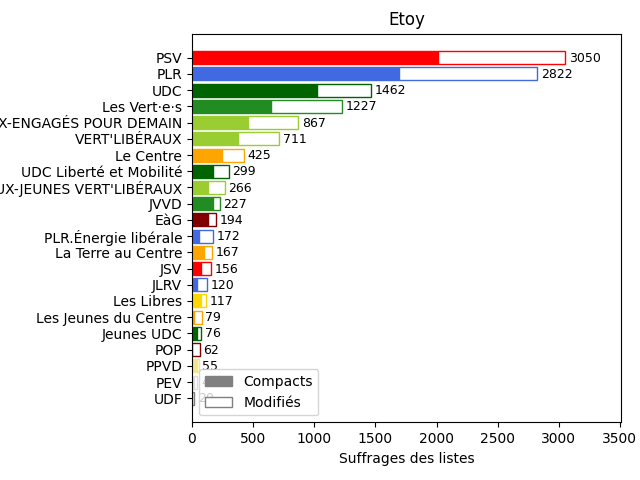 Etoy
PSV 3050
PLR 2822
UDC 1462
Les Vert·e·s 1227
X-ENGAGÉS POUR DEMAIN 867
VERT'LIBÉRAUX 711
Le Centre 425
UDC Liberté et Mobilité 299
UX-JEUNES VERT'LIBÉRAUX 266
JVVD 227
EàG 194
PLR.Énergie libérale 172
La Terre au Centre 167
JSV 156
JLRV 120
Les Libres 117
Les Jeunes du Centre 79
Jeunes UDC 76
POP 62
PPVD 55
PEV
UDF
Compacts
Modifiés
0 500 1000 1500 2000 2500 3000 3500
Suffrages des listes